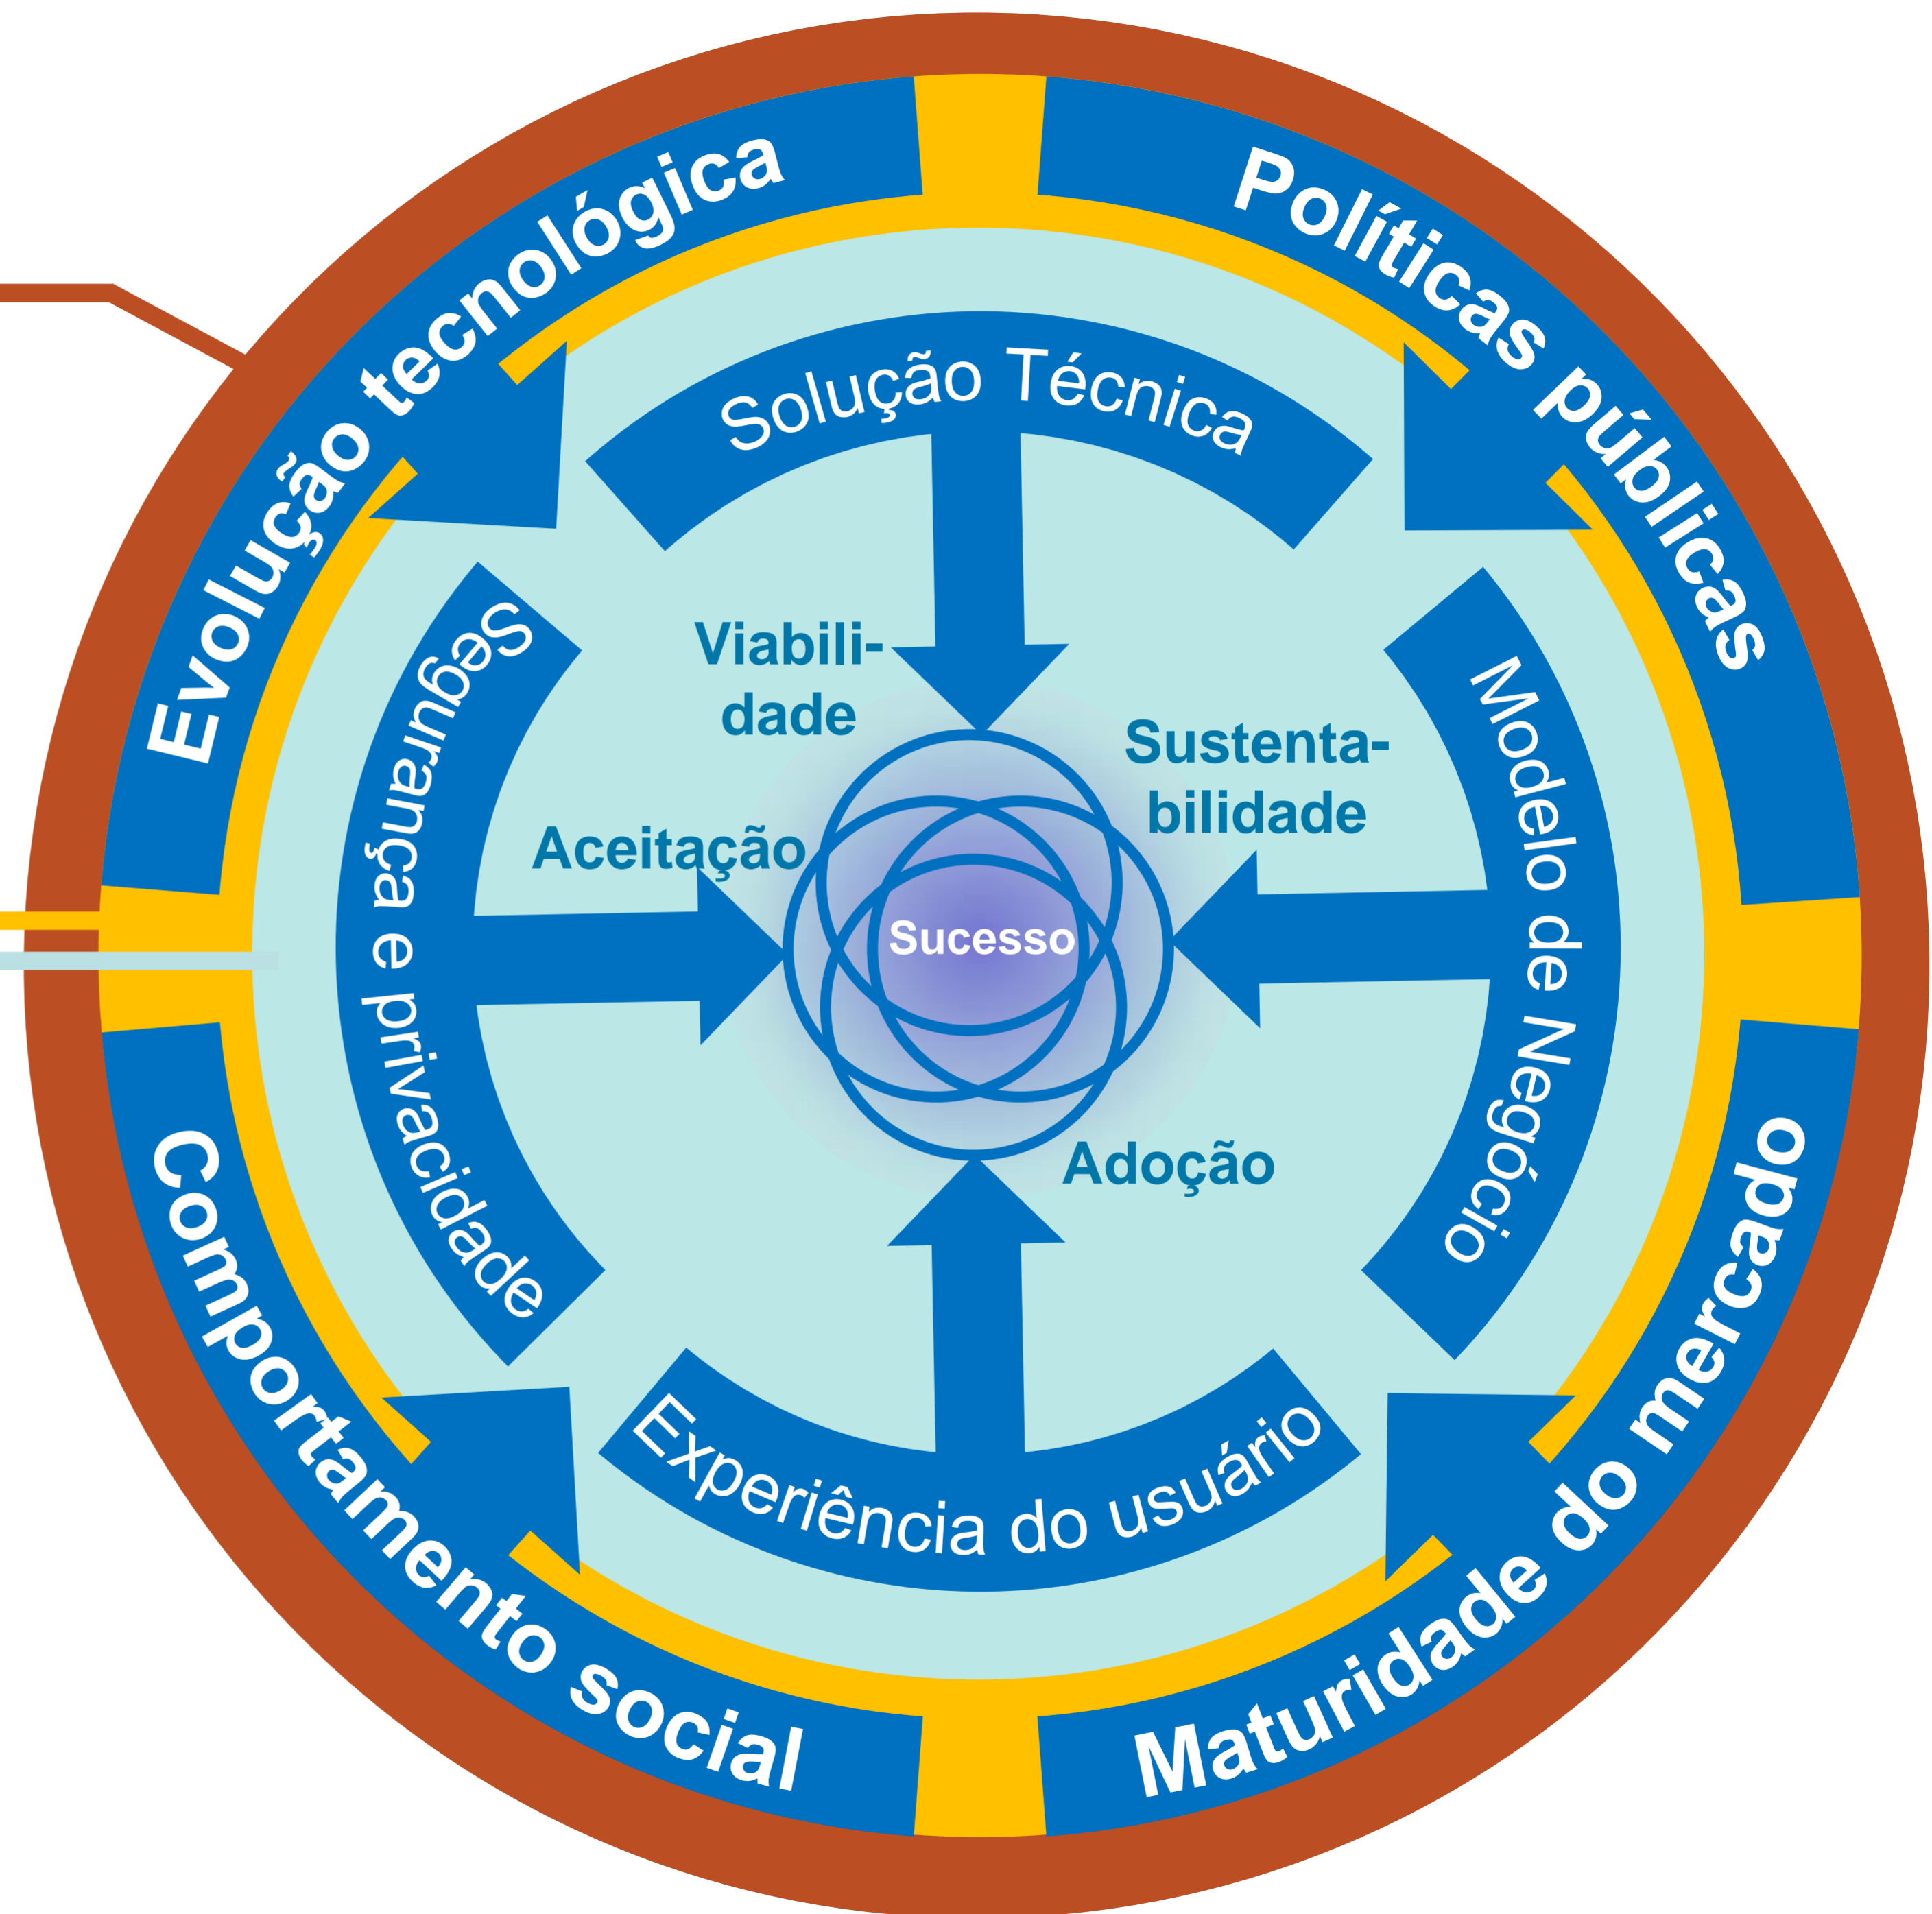 Evolução tecnológica
Políticas públicas
Solução Técnica
Segurança e privacidade
Modelo de Negócio
Viabilili-
dade
Sustenta-
bilidade
Aceitação
Sucesso
Adoção
Experiência do usuário
Comportamento social
Maturidade do mercado